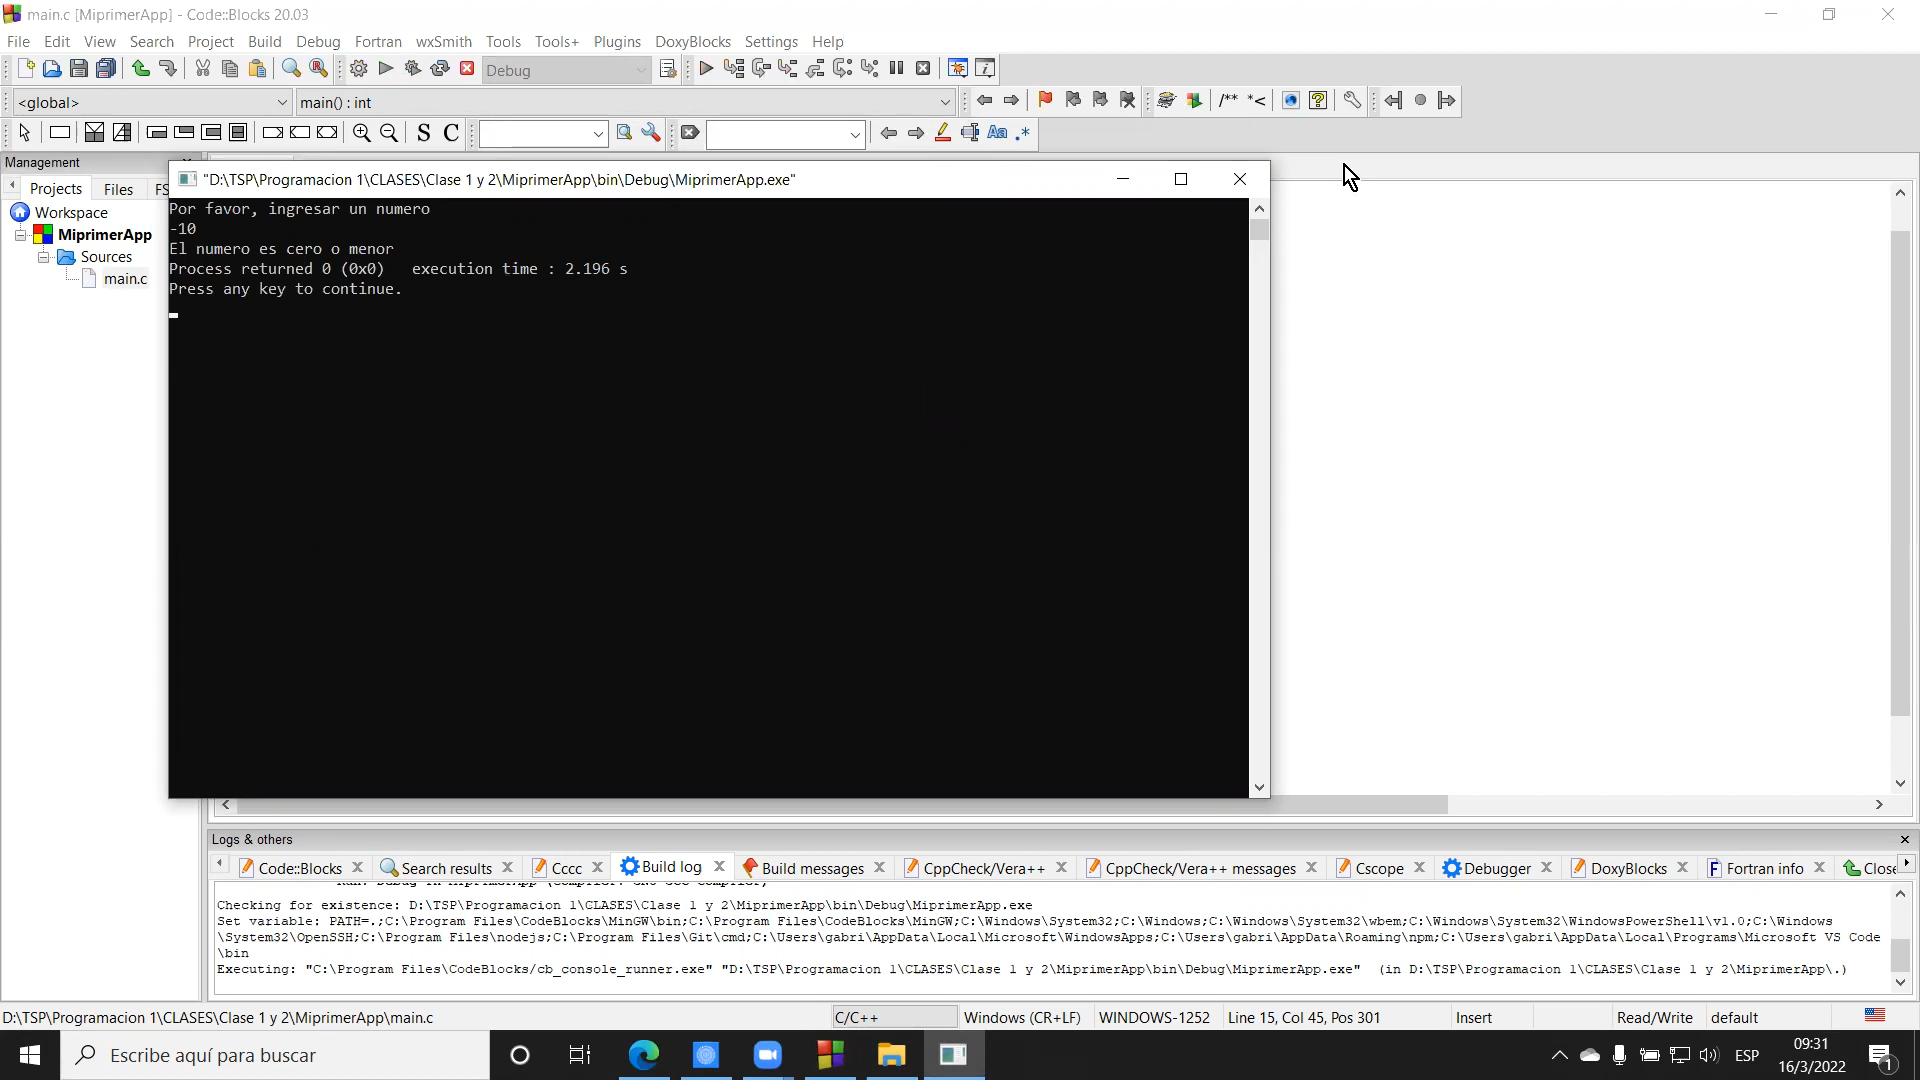 main.c [MiprimerApp] - Code::Blocks 20.03
File Edit View Search Project Build Debug Fortran wxSmith Tools Tools+ Plugins DoxyBlocks Settings Help
Debug
<global> main() : int
/** *<
S C Aa .*
Management
Projects Files FS
Workspace
MiprimerApp
Sources
main.c
"D:\TSP\Programacion 1\CLASES\Clase 1 y 2\MiprimerApp\bin\Debug\MiprimerApp.exe"
Por favor, ingresar un numero
-10
El numero es cero o menor
Process returned 0 (0x0)   execution time : 2.196 s
Press any key to continue.
Logs & others
Code::Blocks Search results Cccc Build log Build messages CppCheck/Vera++ CppCheck/Vera++ messages Cscope Debugger DoxyBlocks Fortran info Close
Checking for existence: D:\TSP\Programacion 1\CLASES\Clase 1 y 2\MiprimerApp\bin\Debug\MiprimerApp.exe
Set variable: PATH=.;C:\Program Files\CodeBlocks\MinGW\bin;C:\Program Files\CodeBlocks\MinGW;C:\Windows\System32;C:\Windows;C:\Windows\System32\wbem;C:\Windows\System32\WindowsPowerShell\v1.0;C:\Windows
\System32\OpenSSH;C:\Program Files\nodejs;C:\Program Files\Git\cmd;C:\Users\gabri\AppData\Local\Microsoft\WindowsApps;C:\Users\gabri\AppData\Roaming\npm;C:\Users\gabri\AppData\Local\Programs\Microsoft VS Code
\bin
Executing: "C:\Program Files\CodeBlocks/cb_console_runner.exe" "D:\TSP\Programacion 1\CLASES\Clase 1 y 2\MiprimerApp\bin\Debug\MiprimerApp.exe"  (in D:\TSP\Programacion 1\CLASES\Clase 1 y 2\MiprimerApp\.)
D:\TSP\Programacion 1\CLASES\Clase 1 y 2\MiprimerApp\main.c C/C++ Windows (CR+LF) WINDOWS-1252 Line 15, Col 45, Pos 301 Insert Read/Write default
Escribe aquí para buscar
ESP
09:31
16/3/2022
1